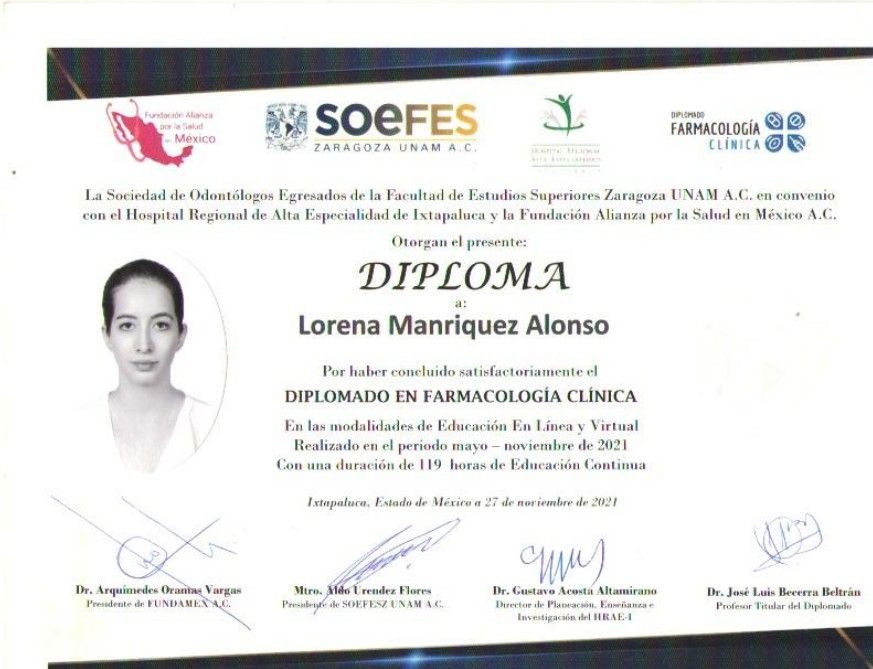 Fundación Alianza
por la Salud
en México
SOeFES
ZARAGOZA UNAM A.C.
HOSPITAL REGIONAL
ALTA ESPECIALIDAD
DIPLOMADO
FARMACOLOGÍA
CLÍNICA
La Sociedad de Odontólogos Egresados de la Facultad de Estudios Superiores Zaragoza UNAM A.C. en convenio
con el Hospital Regional de Alta Especialidad de Ixtapaluca y la Fundación Alianza por la Salud en México A.C.
Otorgan el presente:
DIPLOMA
a:
Lorena Manriquez Alonso
Por haber concluido satisfactoriamente el
DIPLOMADO EN FARMACOLOGÍA CLÍNICA
En las modalidades de Educación En Línea y Virtual
Realizado en el periodo mayo – noviembre de 2021
Con una duración de 119 horas de Educación Continua
Ixtapaluca, Estado de México a 27 de noviembre de 2021
Dr. Arquímedes Oramas Vargas
Presidente de FUNDAMEX A.C.
Mtro. Aldo Urendez Flores
Presidente de SOEFESZ UNAM A.C.
Dr. Gustavo Acosta Altamirano
Director de Planeación, Enseñanza e
Investigación del HRAE-I
Dr. José Luis Becerra Beltrán
Profesor Titular del Diplomado